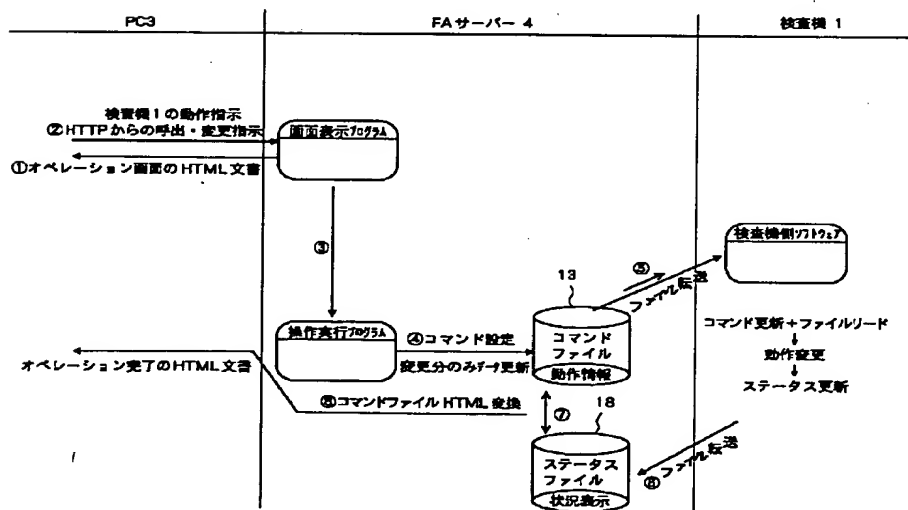 PC3
FAサーバー 4
検査機 1
検査機1の動作指示
②HTTPからの呼出・変更指示
①オペレーション画面のHTML文書
画面表示プログラム
③
検査機側ソフトウェア
⑤
ファイル転送
13
コマンド
ファイル
動作情報
操作実行プログラム
④コマンド設定
変更分のみデータ更新
コマンド更新+ファイルリード
↓
動作変更
↓
ステータス更新
オペレーション完了のHTML文書
⑧コマンドファイルHTML変換
⑦
18
ステータス
ファイル
状況表示
⑥ファイル転送